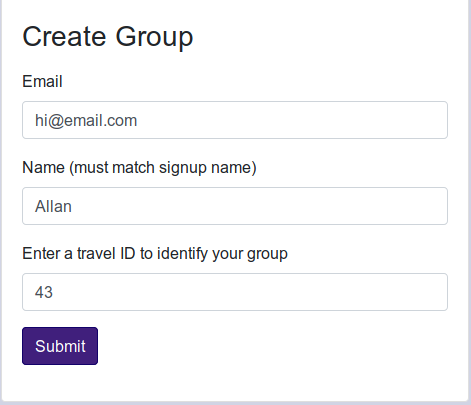 Create Group
Email
hi@email.com
Name (must match signup name)
Allan
Enter a travel ID to identify your group
43
Submit